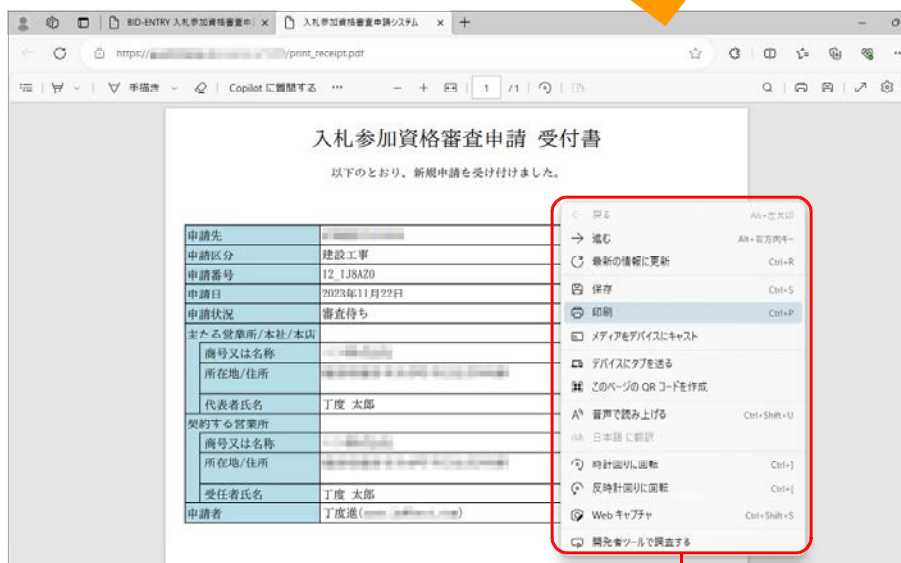 BID-ENTRY 入札参加資格審査申
入札参加資格審査申請システム
https://
/print_receipt.pdf
手描き
Copilot に質問する
1 /1
入札参加資格審査申請 受付書
以下のとおり、新規申請を受け付けました。
申請先
申請区分 建設工事
申請番号 12_1J8AZ0
申請日 2023年11月22日
申請状況 審査待ち
主たる営業所/本社/本店
商号又は名称
所在地/住所
代表者氏名 丁度 太郎
契約する営業所
商号又は名称
所在地/住所
受任者氏名 丁度 太郎
申請者 丁度進( )
戻る Alt+左矢印
進む Alt+右方向キー
最新の情報に更新 Ctrl+R
保存 Ctrl+S
印刷 Ctrl+P
メディアをデバイスにキャスト
デバイスにタブを送る
このページの QR コードを作成
音声で読み上げる Ctrl+Shift+U
日本語 に翻訳
時計回りに回転 Ctrl+]
反時計回りに回転 Ctrl+[
Web キャプチャ Ctrl+Shift+S
開発者ツールで調査する